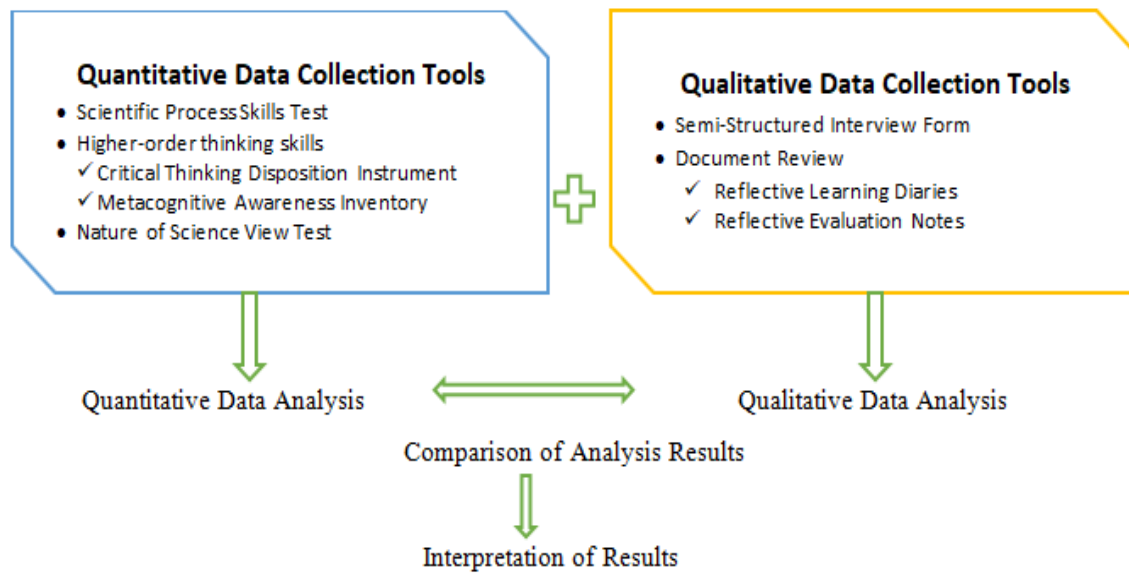 Quantitative Data Collection Tools
• Scientific Process Skills Test
• Higher-order thinking skills
✓ Critical Thinking Disposition Instrument
✓ Metacognitive Awareness Inventory
• Nature of Science View Test
Qualitative Data Collection Tools
• Semi-Structured Interview Form
• Document Review
✓ Reflective Learning Diaries
✓ Reflective Evaluation Notes
Quantitative Data Analysis
Qualitative Data Analysis
Comparison of Analysis Results
Interpretation of Results